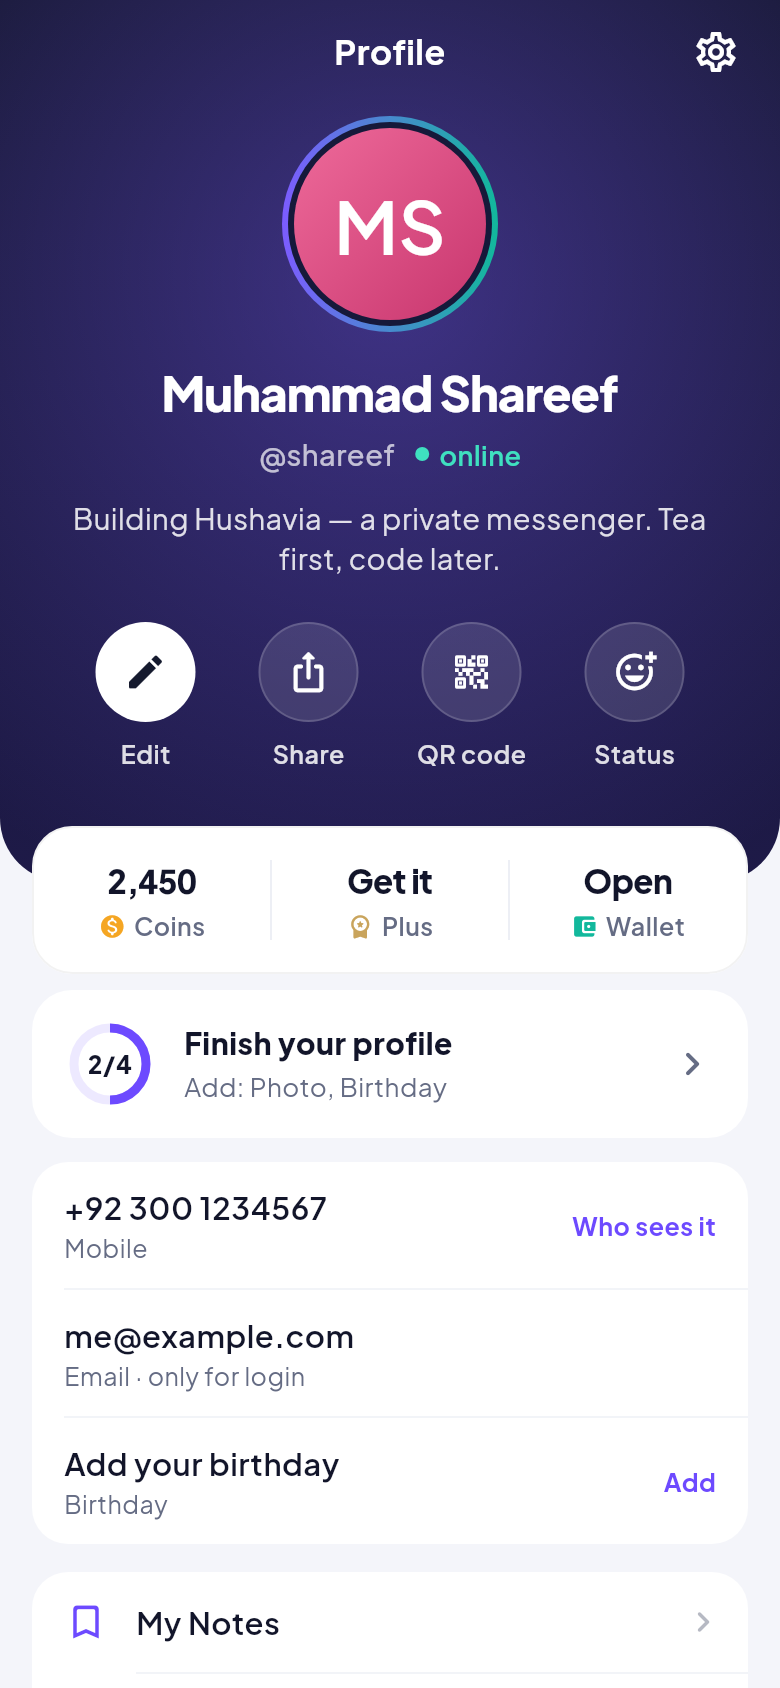 Profile
MS
Muhammad Shareef
@shareef online
Building Hushavia — a private messenger. Tea
first, code later.
Edit Share QR code Status
2,450 Get it Open
Coins Plus Wallet
2/4
Finish your profile
Add: Photo, Birthday
+92 300 1234567
Mobile
Who sees it
me@example.com
Email · only for login
Add your birthday
Birthday
Add
My Notes